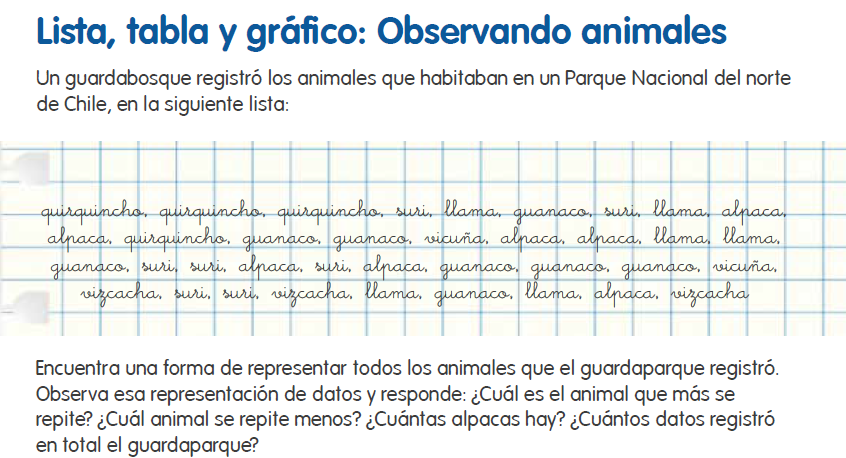 Lista, tabla y gráfico: Observando animales
Un guardabosque registró los animales que habitaban en un Parque Nacional del norte
de Chile, en la siguiente lista:
quirquincho, quirquincho, quirquincho, suri, llama, guanaco, suri, llama, alpaca,
alpaca, quirquincho, guanaco, guanaco, vicuña, alpaca, alpaca, llama, llama,
guanaco, suri, suri, alpaca, suri, alpaca, guanaco, guanaco, guanaco, vicuña,
vizcacha, suri, suri, vizcacha, llama, guanaco, llama, alpaca, vizcacha
Encuentra una forma de representar todos los animales que el guardaparque registró.
Observa esa representación de datos y responde: ¿Cuál es el animal que más se
repite? ¿Cuál animal se repite menos? ¿Cuántas alpacas hay? ¿Cuántos datos registró
en total el guardaparque?